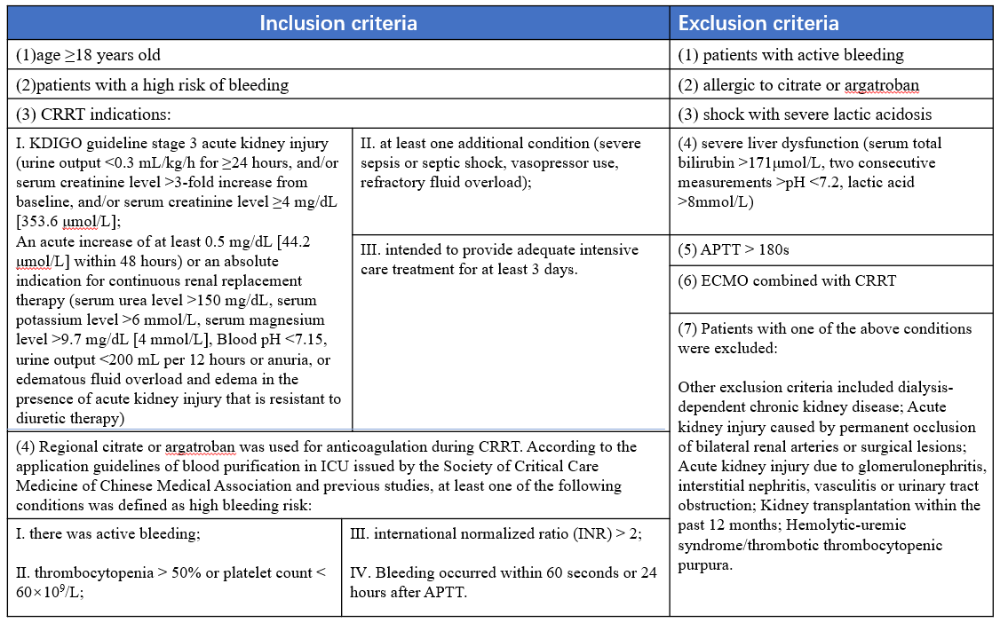 Inclusion criteria
(1)age ≥18 years old
(2)patients with a high risk of bleeding
(3) CRRT indications:
I. KDIGO guideline stage 3 acute kidney injury
(urine output <0.3 mL/kg/h for ≥24 hours, and/or
serum creatinine level >3-fold increase from
baseline, and/or serum creatinine level ≥4 mg/dL
[353.6 μmol/L];
An acute increase of at least 0.5 mg/dL [44.2
μmol/L] within 48 hours) or an absolute
indication for continuous renal replacement
therapy (serum urea level >150 mg/dL, serum
potassium level >6 mmol/L, serum magnesium
level >9.7 mg/dL [4 mmol/L], Blood pH <7.15,
urine output <200 mL per 12 hours or anuria, or
edematous fluid overload and edema in the
presence of acute kidney injury that is resistant to
diuretic therapy)
II. at least one additional condition (severe
sepsis or septic shock, vasopressor use,
refractory fluid overload);
III. intended to provide adequate intensive
care treatment for at least 3 days.
(4) Regional citrate or argatroban was used for anticoagulation during CRRT. According to the
application guidelines of blood purification in ICU issued by the Society of Critical Care
Medicine of Chinese Medical Association and previous studies, at least one of the following
conditions was defined as high bleeding risk:
I. there was active bleeding;
II. thrombocytopenia > 50% or platelet count <
60×10⁹/L;
III. international normalized ratio (INR) > 2;
IV. Bleeding occurred within 60 seconds or 24
hours after APTT.
Exclusion criteria
(1) patients with active bleeding
(2) allergic to citrate or argatroban
(3) shock with severe lactic acidosis
(4) severe liver dysfunction (serum total
bilirubin >171μmol/L, two consecutive
measurements >pH <7.2, lactic acid
>8mmol/L)
(5) APTT > 180s
(6) ECMO combined with CRRT
(7) Patients with one of the above conditions
were excluded:
Other exclusion criteria included dialysis-
dependent chronic kidney disease; Acute
kidney injury caused by permanent occlusion
of bilateral renal arteries or surgical lesions;
Acute kidney injury due to glomerulonephritis,
interstitial nephritis, vasculitis or urinary tract
obstruction; Kidney transplantation within the
past 12 months; Hemolytic-uremic
syndrome/thrombotic thrombocytopenic
purpura.